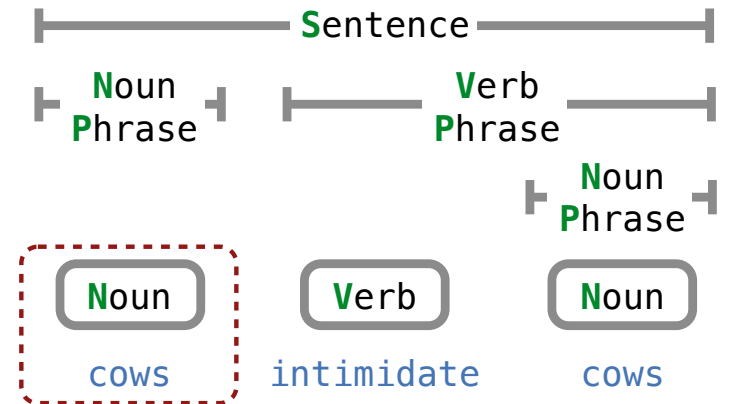 Sentence
Noun
Phrase
Verb
Phrase
Noun
Phrase
Noun Verb Noun
cows intimidate cows